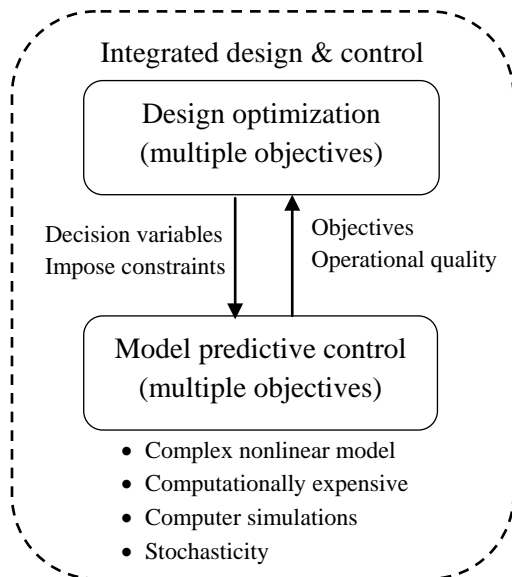 Integrated design & control
Design optimization
(multiple objectives)
Decision variables
Impose constraints
Objectives
Operational quality
Model predictive control
(multiple objectives)
• Complex nonlinear model
• Computationally expensive
• Computer simulations
• Stochasticity